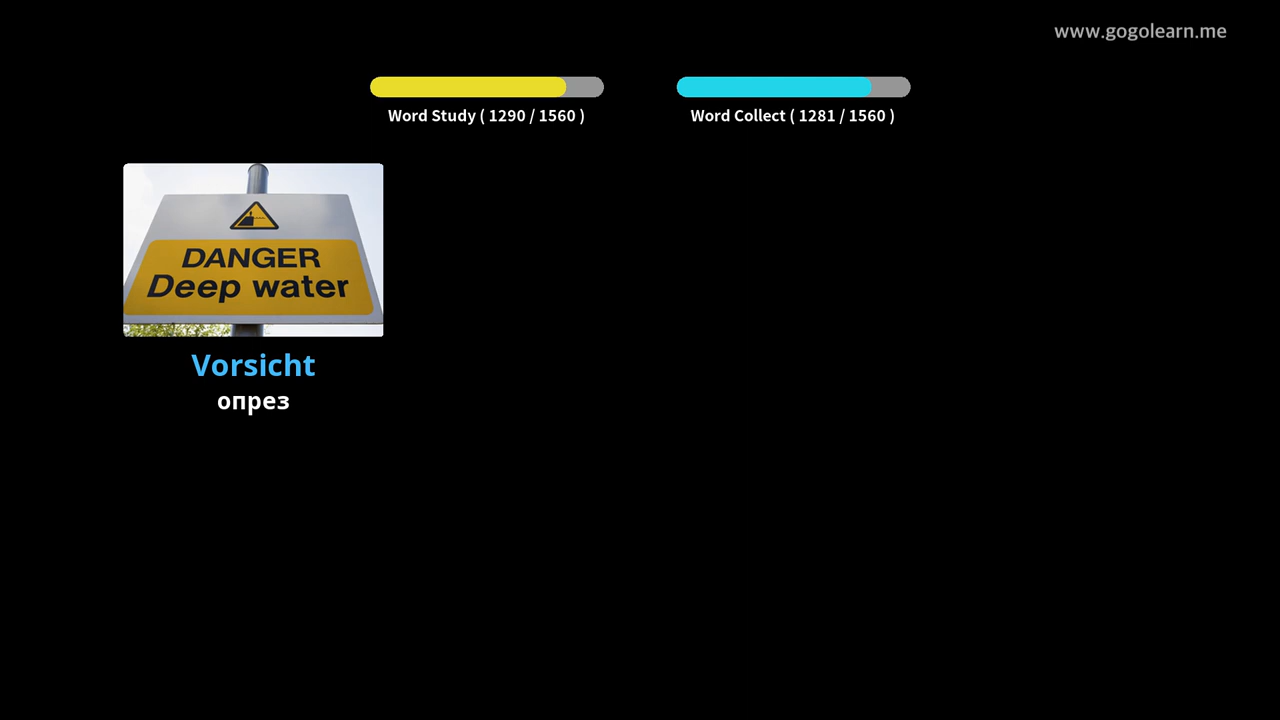 www.gogolearn.me
Word Study ( 1290 / 1560 )
Word Collect ( 1281 / 1560 )
DANGER
Deep water
Vorsicht
опрез